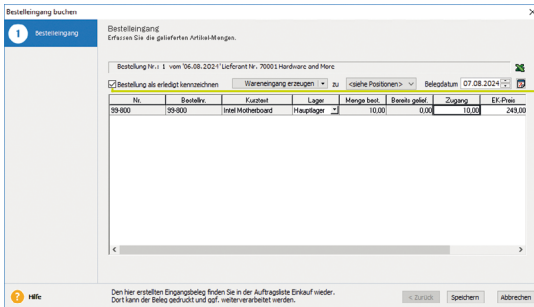 Bestelleingang buchen
1 Bestelleingang
Bestelleingang
Erfassen Sie die gelieferten Artikel-Mengen.
Bestellung Nr.: 1 vom '06.08.2024' Lieferant Nr. 70001 Hardware and More
Bestellung als erledigt kennzeichnen Wareneingang erzeugen zu <siehe Positionen> Belegdatum 07.08.2024
Nr. Bestellnr. Kurztext Lager Menge best. Bereits gelief. Zugang EK-Preis
99-800 99-800 Intel Motherboard Hauptlager 10,00 0,00 10,00 249,00
Hilfe
Den hier erstellten Eingangsbeleg finden Sie in der Auftragsliste Einkauf wieder.
Dort kann der Beleg gedruckt und ggf. weiterverarbeitet werden.
< Zurück Speichern Abbrechen